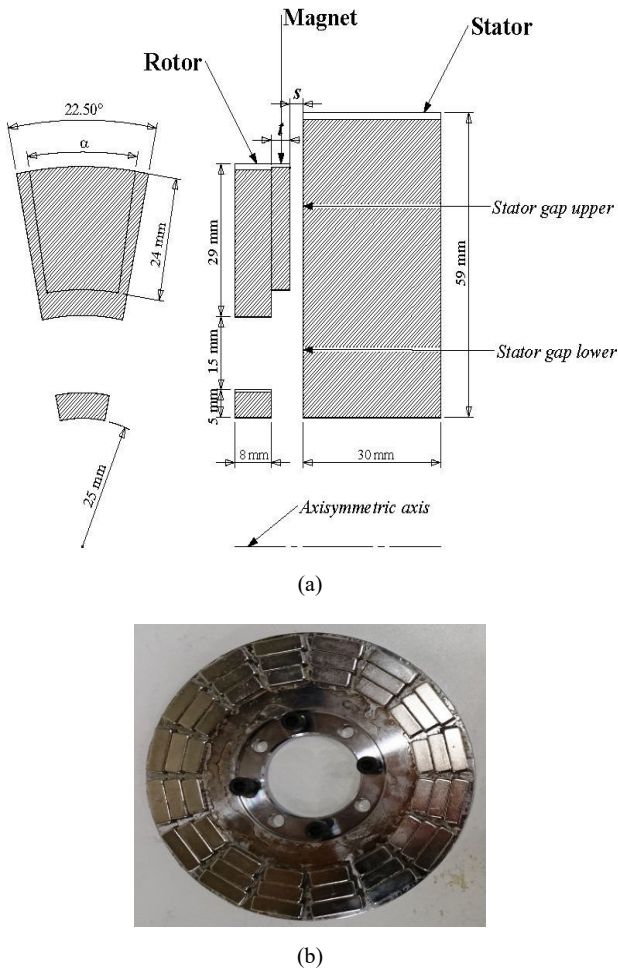 Magnet
Stator
Rotor
s
22.50°
t
α
Stator gap upper
24 mm
29 mm
59 mm
15 mm
Stator gap lower
5 mm
8 mm
30 mm
25 mm
Axisymmetric axis
(a)
(b)